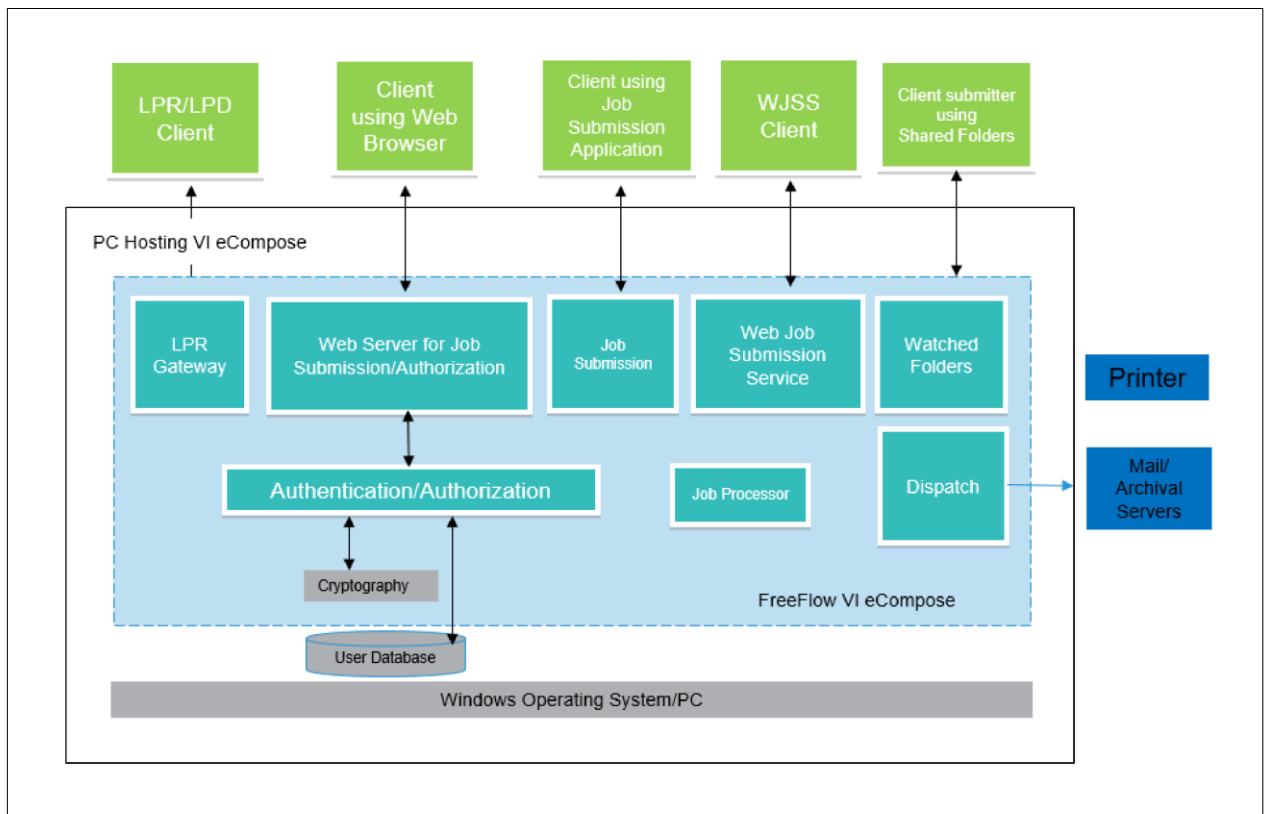 LPR/LPD
Client
Client
using Web
Browser
Client using
Job
Submission
Application
WJSS
Client
Client submitter
using
Shared Folders
PC Hosting VI eCompose
LPR
Gateway
Web Server for Job
Submission/Authorization
Job
Submission
Web Job
Submission
Service
Watched
Folders
Printer
Authentication/Authorization
Job Processor
Dispatch
Mail/
Archival
Servers
Cryptography
FreeFlow VI eCompose
User Database
Windows Operating System/PC